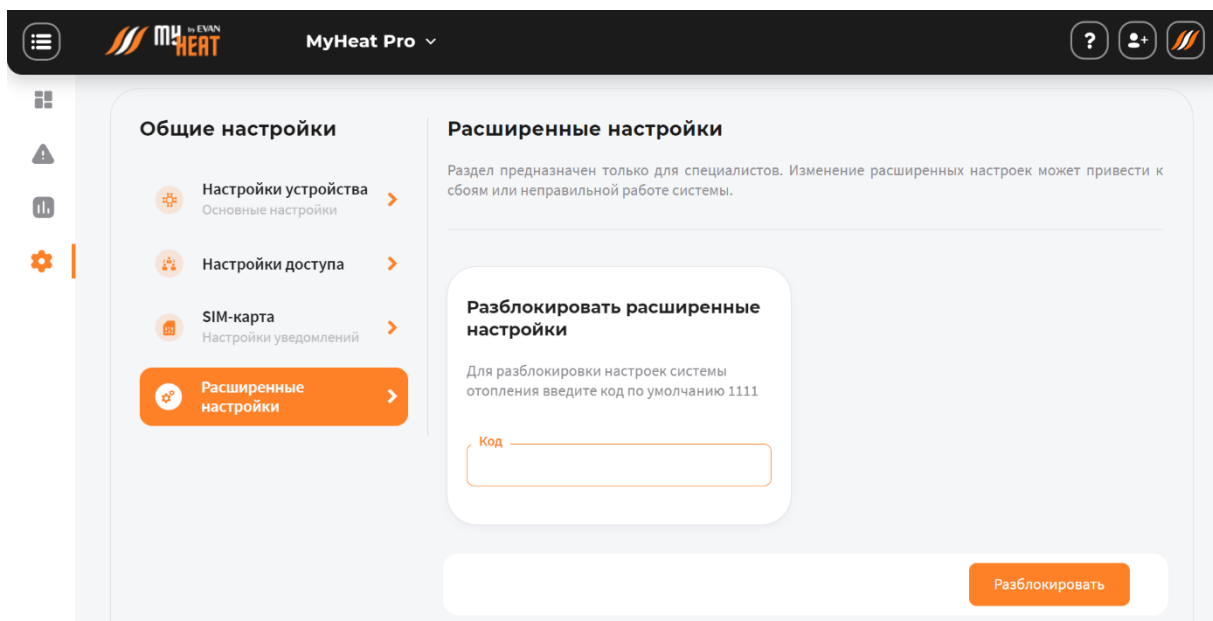 MY HEAT by EVAN
MyHeat Pro
?
Общие настройки
Настройки устройства
Основные настройки
Настройки доступа
SIM-карта
Настройки уведомлений
Расширенные
настройки
Расширенные настройки
Раздел предназначен только для специалистов. Изменение расширенных настроек может привести к
сбоям или неправильной работе системы.
Разблокировать расширенные
настройки
Для разблокировки настроек системы
отопления введите код по умолчанию 1111
Код
Разблокировать